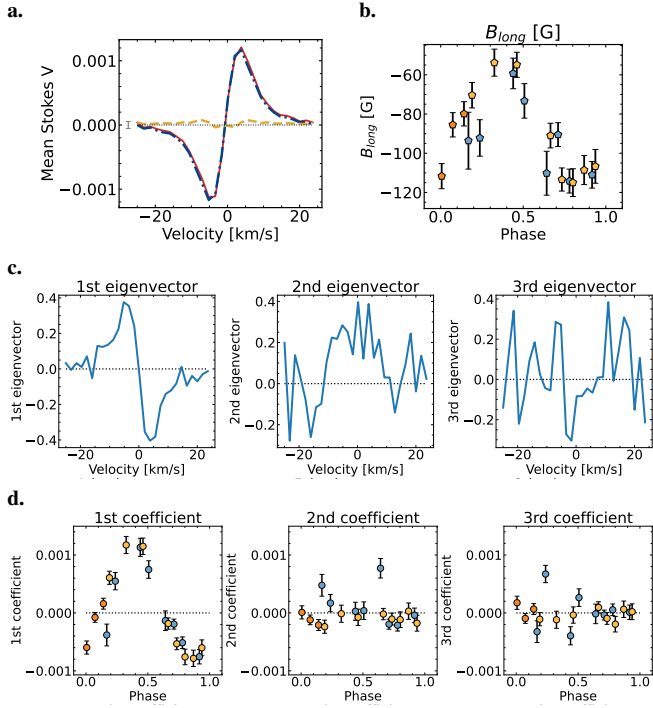 a.
Mean Stokes V
0.001
0.000
−0.001
−20
0
20
Velocity [km/s]
b.
B_long [G]
B_long [G]
−60
−80
−100
−120
0.0
0.5
1.0
Phase
c.
1st eigenvector
1st eigenvector
0.4
0.2
0.0
−0.2
−0.4
−20
0
20
Velocity [km/s]
2nd eigenvector
2nd eigenvector
0.4
0.2
0.0
−0.2
−20
0
20
Velocity [km/s]
3rd eigenvector
3rd eigenvector
0.4
0.2
0.0
−0.2
−20
0
20
Velocity [km/s]
d.
1st coefficient
1st coefficient
0.001
0.000
−0.001
0.0
0.5
1.0
Phase
2nd coefficient
2nd coefficient
0.001
0.000
−0.001
0.0
0.5
1.0
Phase
3rd coefficient
3rd coefficient
0.001
0.000
−0.001
0.0
0.5
1.0
Phase